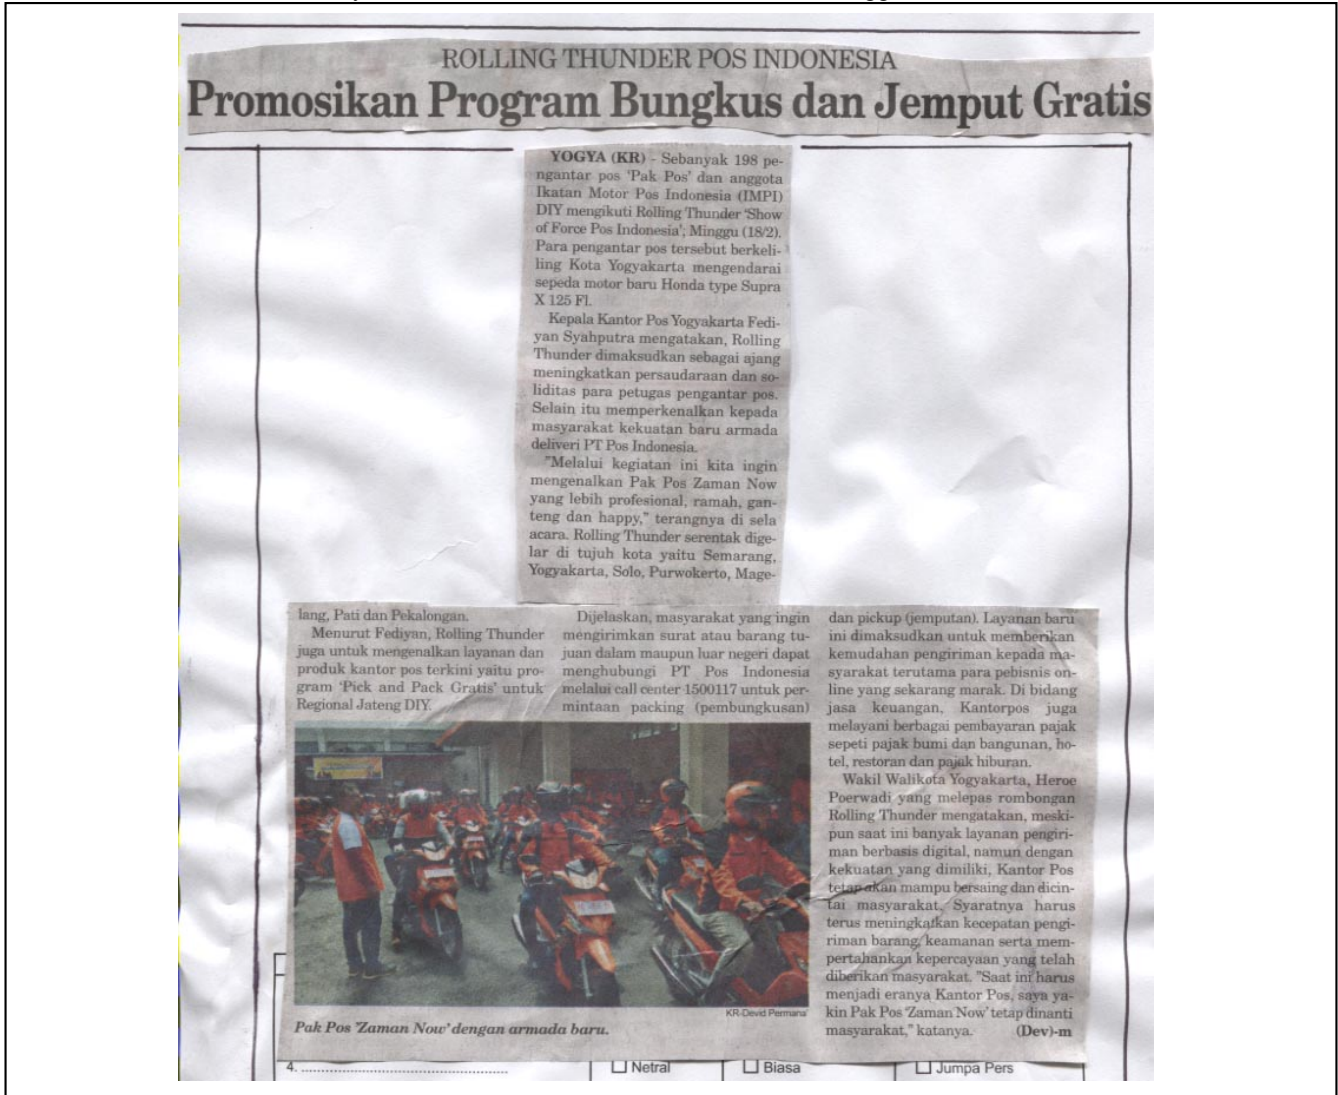 ROLLING THUNDER POS INDONESIA
Promosikan Program Bungkus dan Jemput Gratis
YOGYA (KR) - Sebanyak 198 pe-
ngantar pos 'Pak Pos' dan anggota
Ikatan Motor Pos Indonesia (IMPI)
DIY mengikuti Rolling Thunder 'Show
of Force Pos Indonesia', Minggu (18/2).
Para pengantar pos tersebut berkeli-
ling Kota Yogyakarta mengendarai
sepeda motor baru Honda type Supra
X 125 FI.
Kepala Kantor Pos Yogyakarta Fedi-
yan Syahputra mengatakan, Rolling
Thunder dimaksudkan sebagai ajang
meningkatkan persaudaraan dan so-
liditas para petugas pengantar pos.
Selain itu memperkenalkan kepada
masyarakat kekuatan baru armada
deliveri PT Pos Indonesia.
"Melalui kegiatan ini kita ingin
mengenalkan Pak Pos Zaman Now
yang lebih profesional, ramah, gan-
teng dan happy," terangnya di sela
acara. Rolling Thunder serentak dige-
lar di tujuh kota yaitu Semarang,
Yogyakarta, Solo, Purwokerto, Mage-
lang, Pati dan Pekalongan.
Menurut Fediyan, Rolling Thunder
juga untuk mengenalkan layanan dan
produk kantor pos terkini yaitu pro-
gram 'Pick and Pack Gratis' untuk
Regional Jateng DIY.
Dijelaskan, masyarakat yang ingin
mengirimkan surat atau barang tu-
juan dalam maupun luar negeri dapat
menghubungi PT Pos Indonesia
melalui call center 1500117 untuk per-
mintaan packing (pembungkusan)
dan pickup (jemputan). Layanan baru
ini dimaksudkan untuk memberikan
kemudahan pengiriman kepada ma-
syarakat terutama para pebisnis on-
line yang sekarang marak. Di bidang
jasa keuangan, Kantorpos juga
melayani berbagai pembayaran pajak
sepeti pajak bumi dan bangunan, ho-
tel, restoran dan pajak hiburan.
Wakil Walikota Yogyakarta, Heroe
Poerwadi yang melepas rombongan
Rolling Thunder mengatakan, meski-
pun saat ini banyak layanan pengiri-
man berbasis digital, namun dengan
kekuatan yang dimiliki, Kantor Pos
tetap akan mampu bersaing dan dicin-
tai masyarakat. Syaratnya harus
terus meningkatkan kecepatan pengi-
riman barang, keamanan serta mem-
pertahankan kepercayaan yang telah
diberikan masyarakat. "Saat ini harus
menjadi eranya Kantor Pos, saya ya-
kin Pak Pos 'Zaman Now' tetap dinanti
masyarakat," katanya. (Dev)-m
KR-Devid Permana
Pak Pos 'Zaman Now' dengan armada baru.
4. ........................................ ☐ Netral ☐ Biasa ☐ Jumpa Pers